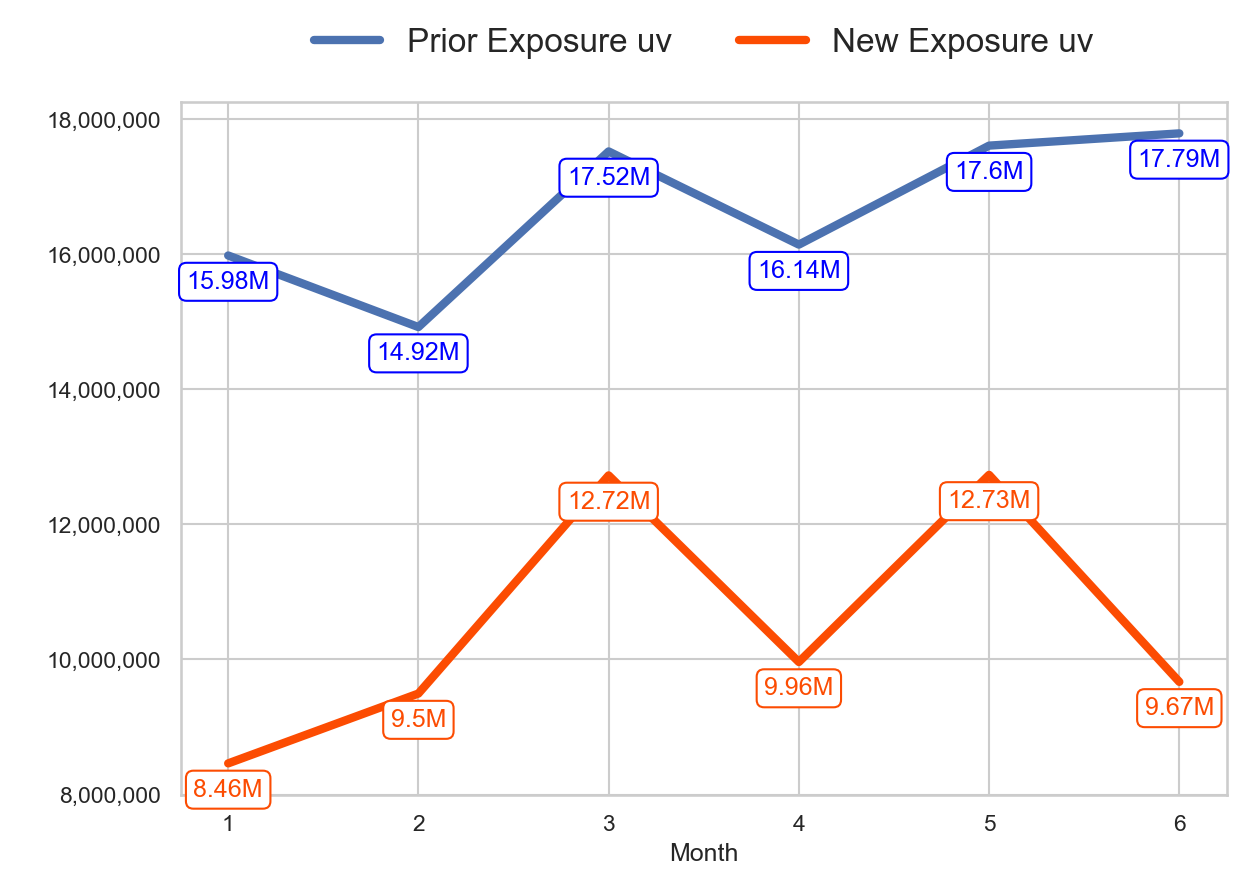 Prior Exposure uv New Exposure uv
18,000,000
17.52M 17.6M 17.79M
16,000,000
15.98M 16.14M
14.92M
14,000,000
12.72M 12.73M
12,000,000
10,000,000
9.5M 9.96M 9.67M
8.46M
8,000,000
1 2 3 4 5 6
Month